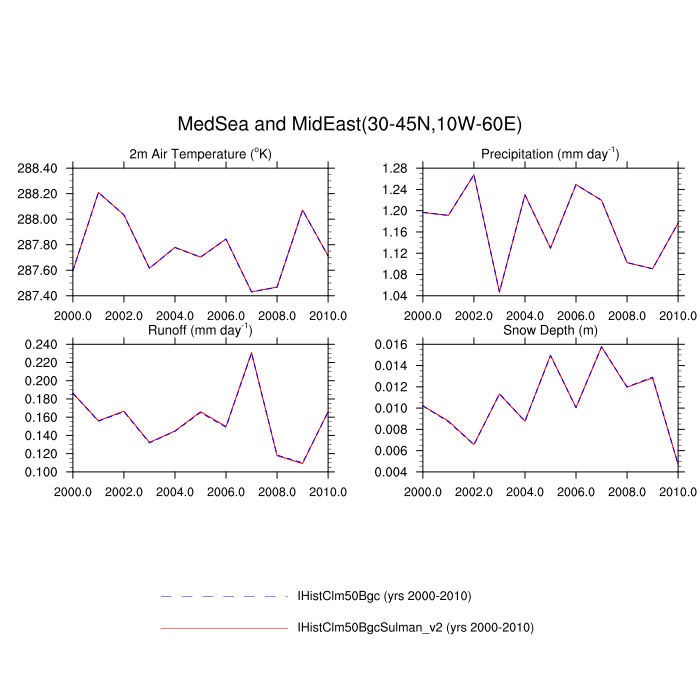 MedSea and MidEast(30-45N,10W-60E)
2m Air Temperature (°K)
288.40
288.20
288.00
287.80
287.60
287.40
2000.0 2002.0 2004.0 2006.0 2008.0 2010.0
Precipitation (mm day⁻¹)
1.28
1.24
1.20
1.16
1.12
1.08
1.04
2000.0 2002.0 2004.0 2006.0 2008.0 2010.0
Runoff (mm day⁻¹)
0.240
0.220
0.200
0.180
0.160
0.140
0.120
0.100
2000.0 2002.0 2004.0 2006.0 2008.0 2010.0
Snow Depth (m)
0.016
0.014
0.012
0.010
0.008
0.006
0.004
2000.0 2002.0 2004.0 2006.0 2008.0 2010.0
IHistClm50Bgc (yrs 2000-2010)
IHistClm50BgcSulman_v2 (yrs 2000-2010)